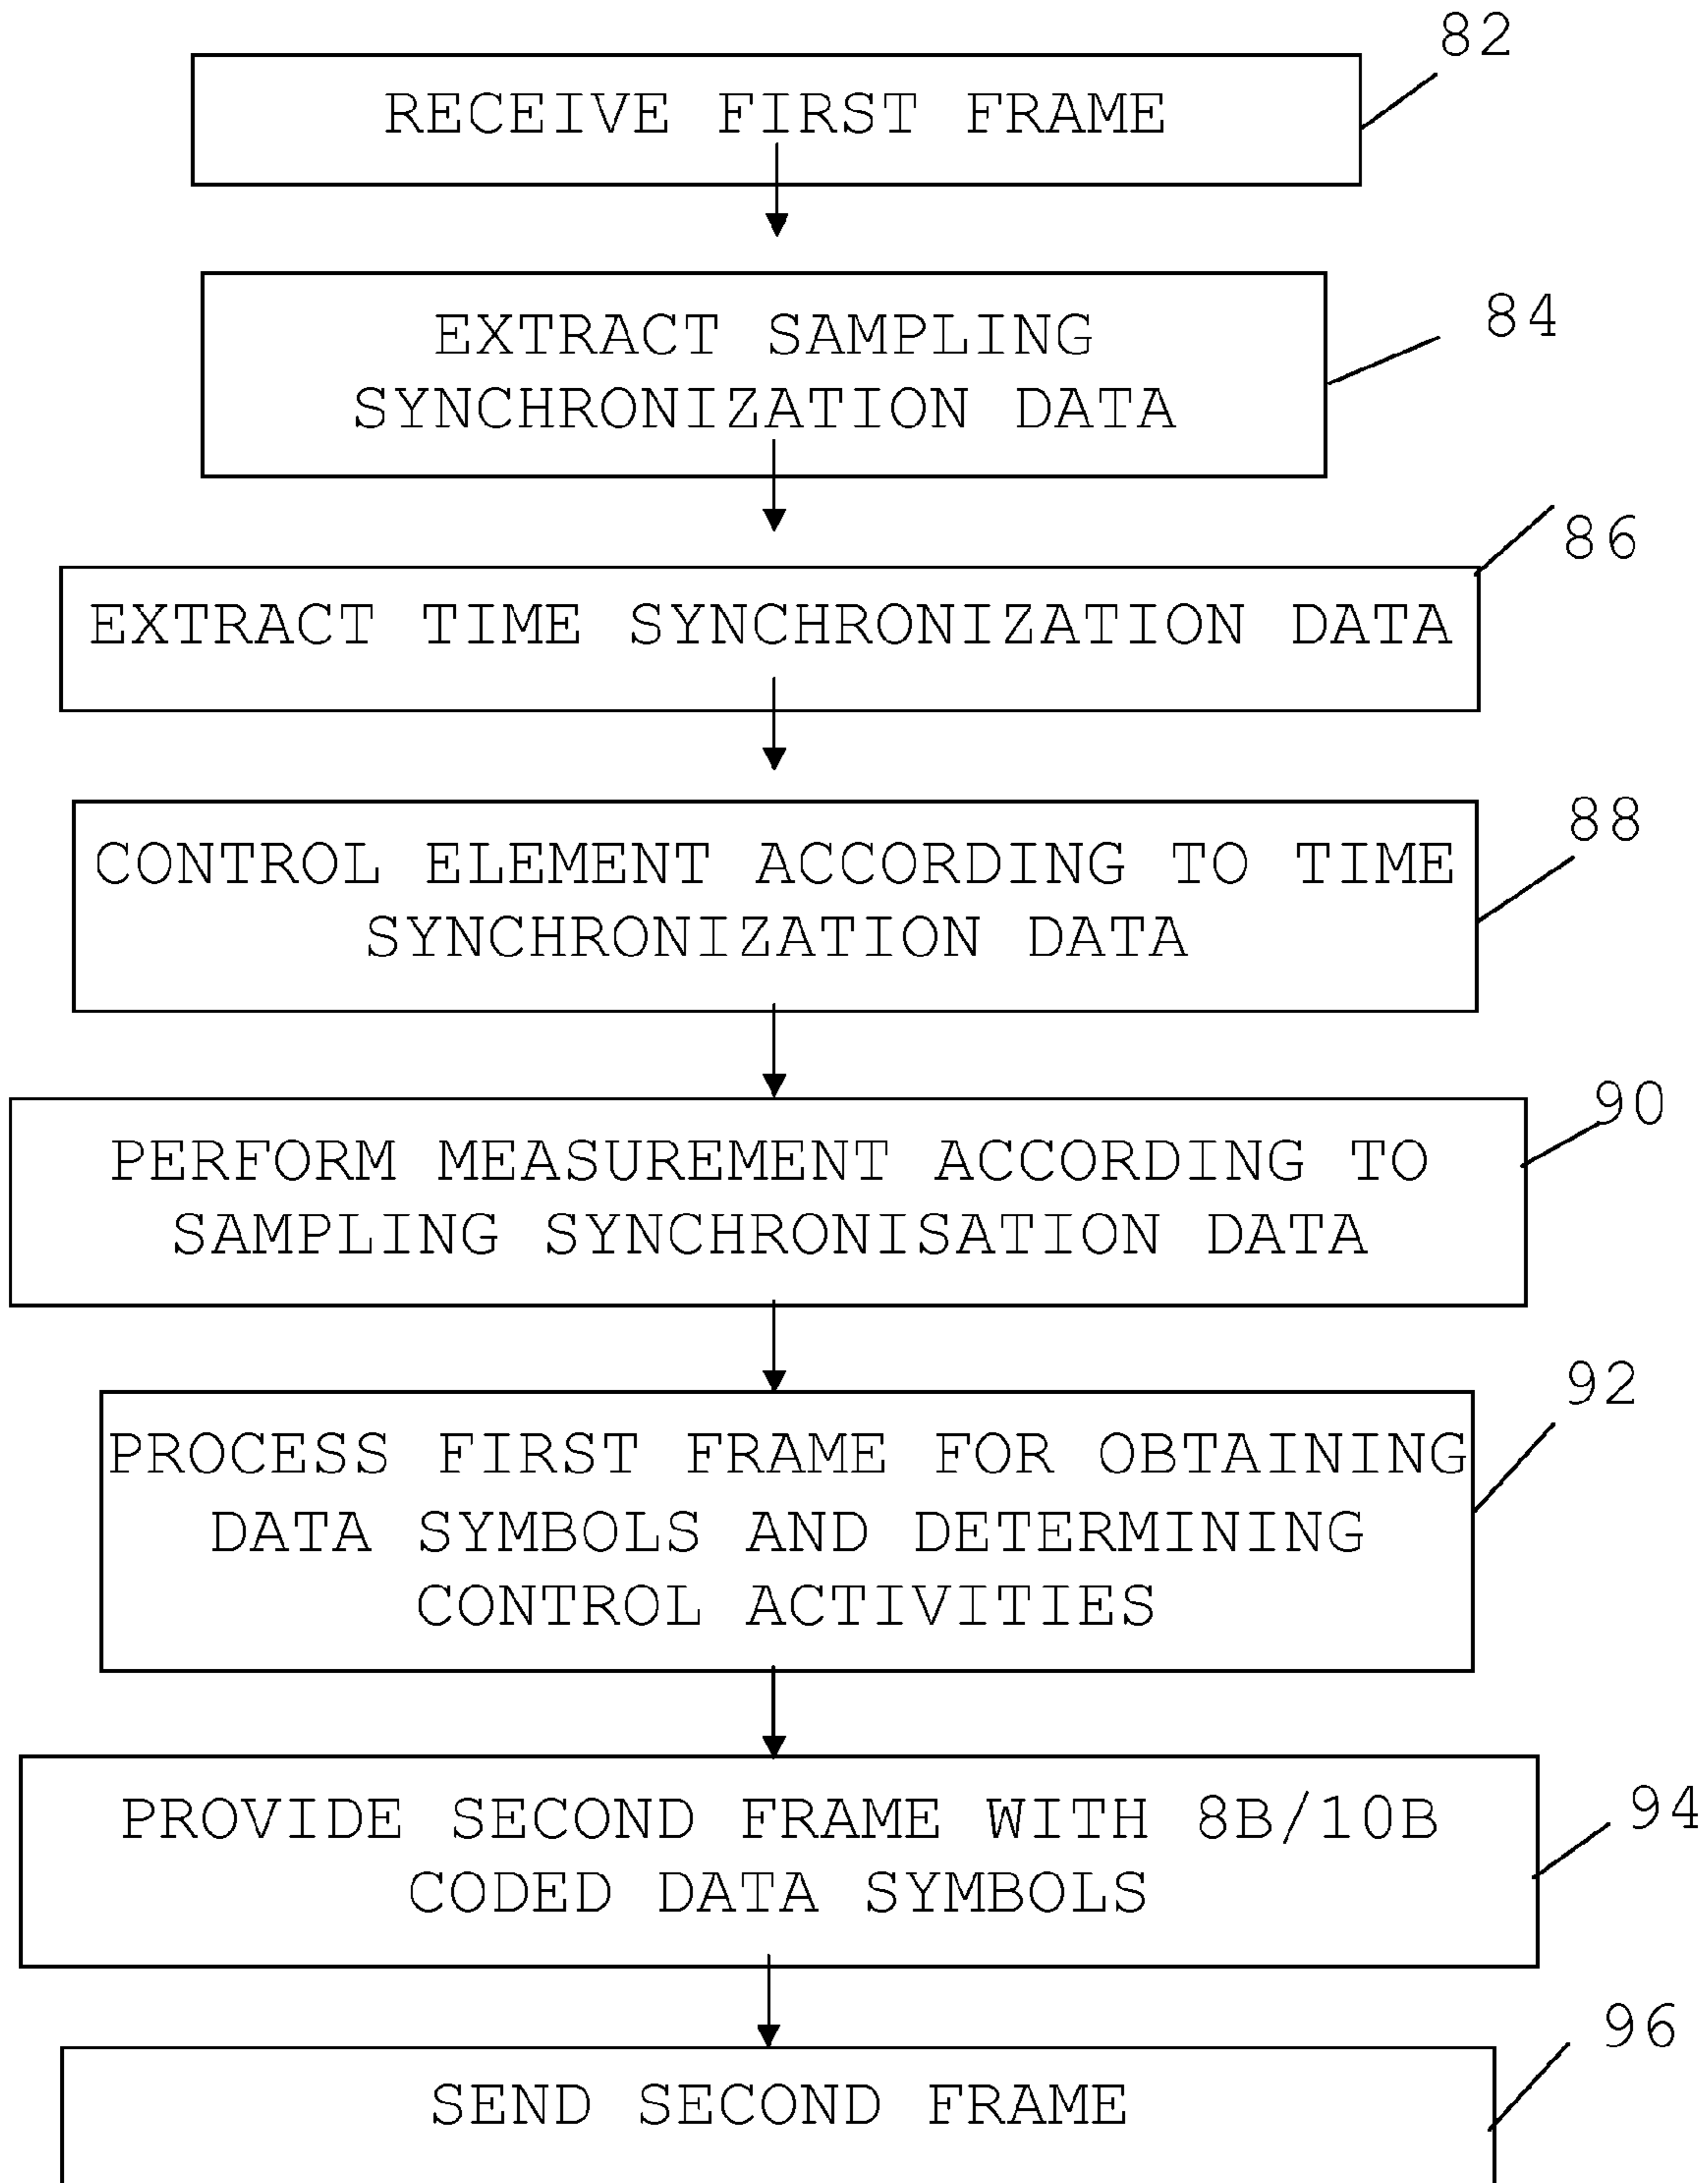 82
RECEIVE FIRST FRAME
84
EXTRACT SAMPLING
SYNCHRONIZATION DATA
86
EXTRACT TIME SYNCHRONIZATION DATA
88
CONTROL ELEMENT ACCORDING TO TIME
SYNCHRONIZATION DATA
90
PERFORM MEASUREMENT ACCORDING TO
SAMPLING SYNCHRONISATION DATA
92
PROCESS FIRST FRAME FOR OBTAINING
DATA SYMBOLS AND DETERMINING
CONTROL ACTIVITIES
94
PROVIDE SECOND FRAME WITH 8B/10B
CODED DATA SYMBOLS
96
SEND SECOND FRAME